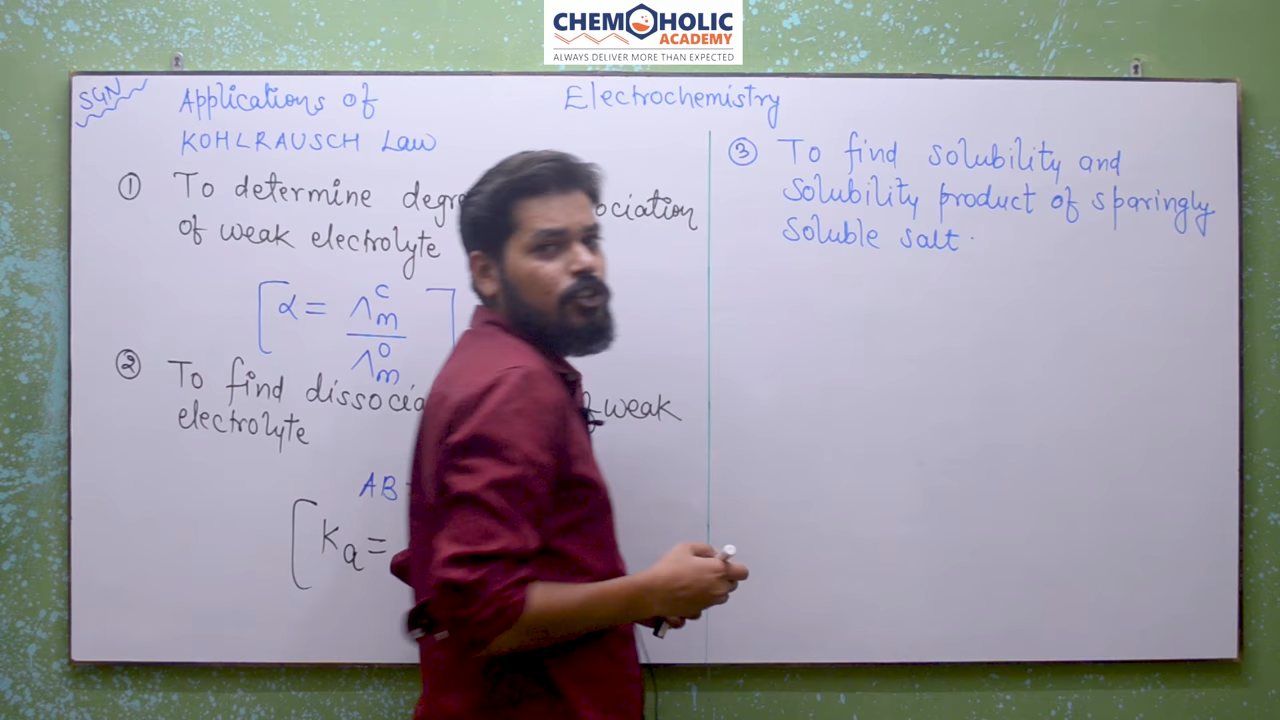 CHEMOHOLIC
ACADEMY
ALWAYS DELIVER MORE THAN EXPECTED
SGN
Applications of
KOHLRAUSCH Law
Electrochemistry
① To determine degre ociation
of weak electrolyte
α = Λm^c / Λm^0
② To find dissocia of weak
electrolyte
AB
Ka =
③ To find solubility and
solubility product of sparingly
soluble salt.